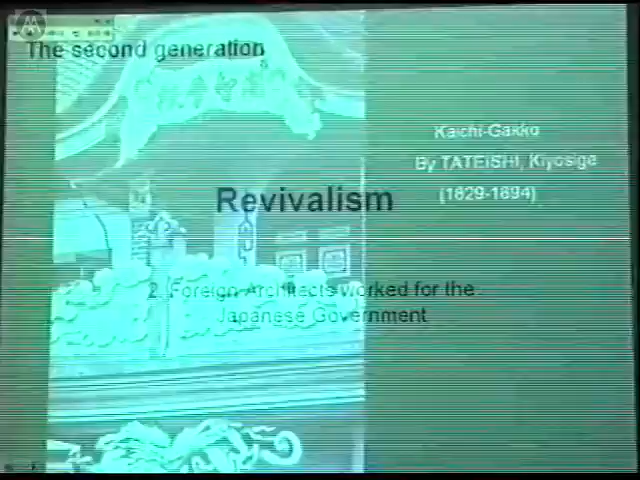 The second generation
Kaichi-Gakko
By TATEISHI, Kiyosige
(1829-1894)
Revivalism
2. Foreign Architects worked for the
Japanese Government